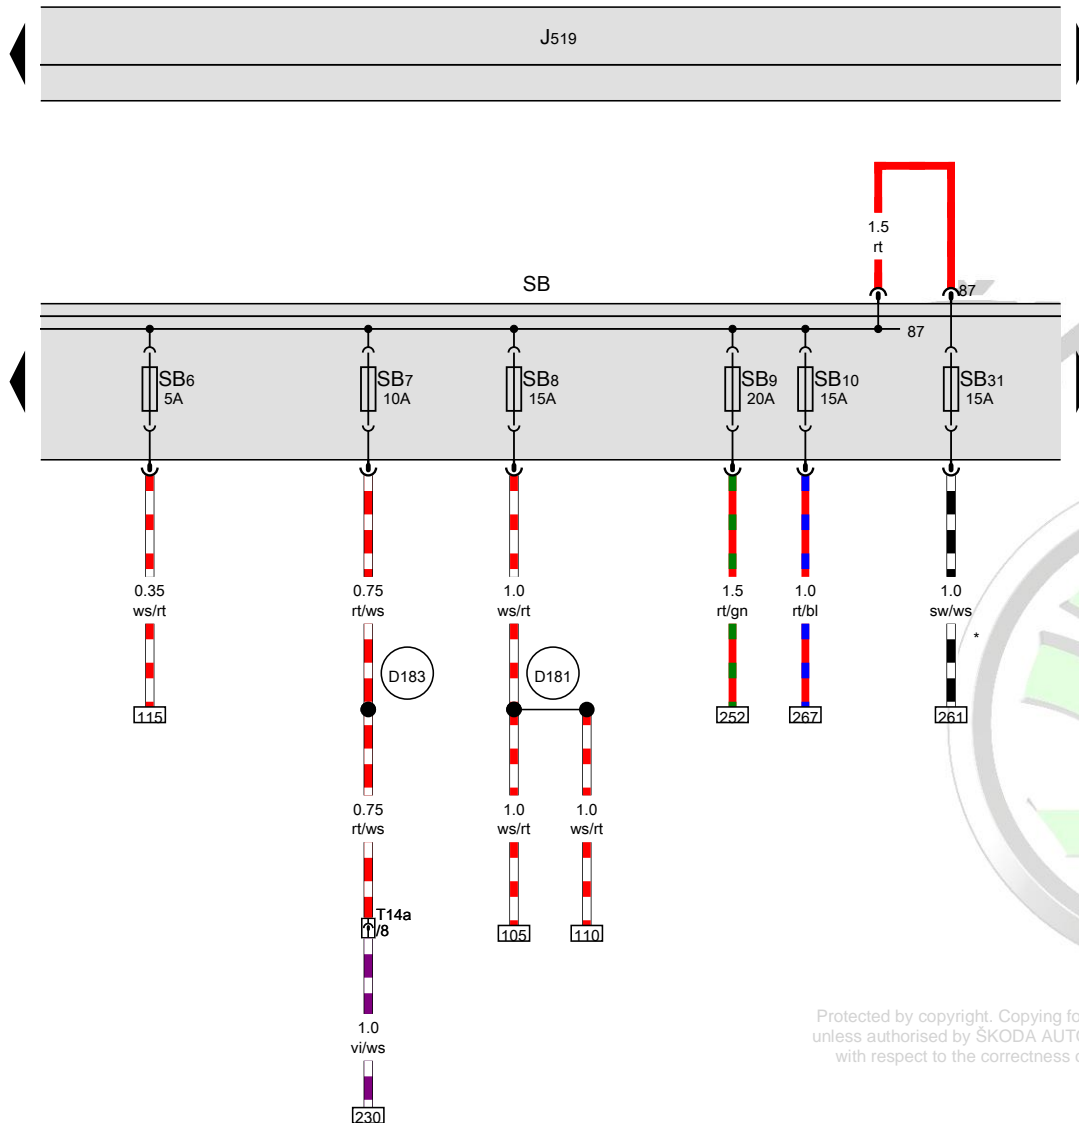 J519
1.5
rt
SB
87
87
SB6
5A
SB7
10A
SB8
15A
SB9
20A
SB10
15A
SB31
15A
0.35
ws/rt
0.75
rt/ws
1.0
ws/rt
1.5
rt/gn
1.0
rt/bl
1.0
sw/ws
*
D183
D181
115
252
267
261
0.75
rt/ws
1.0
ws/rt
1.0
ws/rt
T14a
/8
105
110
1.0
vi/ws
230
Protected by copyright. Copying fo
unless authorised by ŠKODA AUTO
with respect to the correctness o